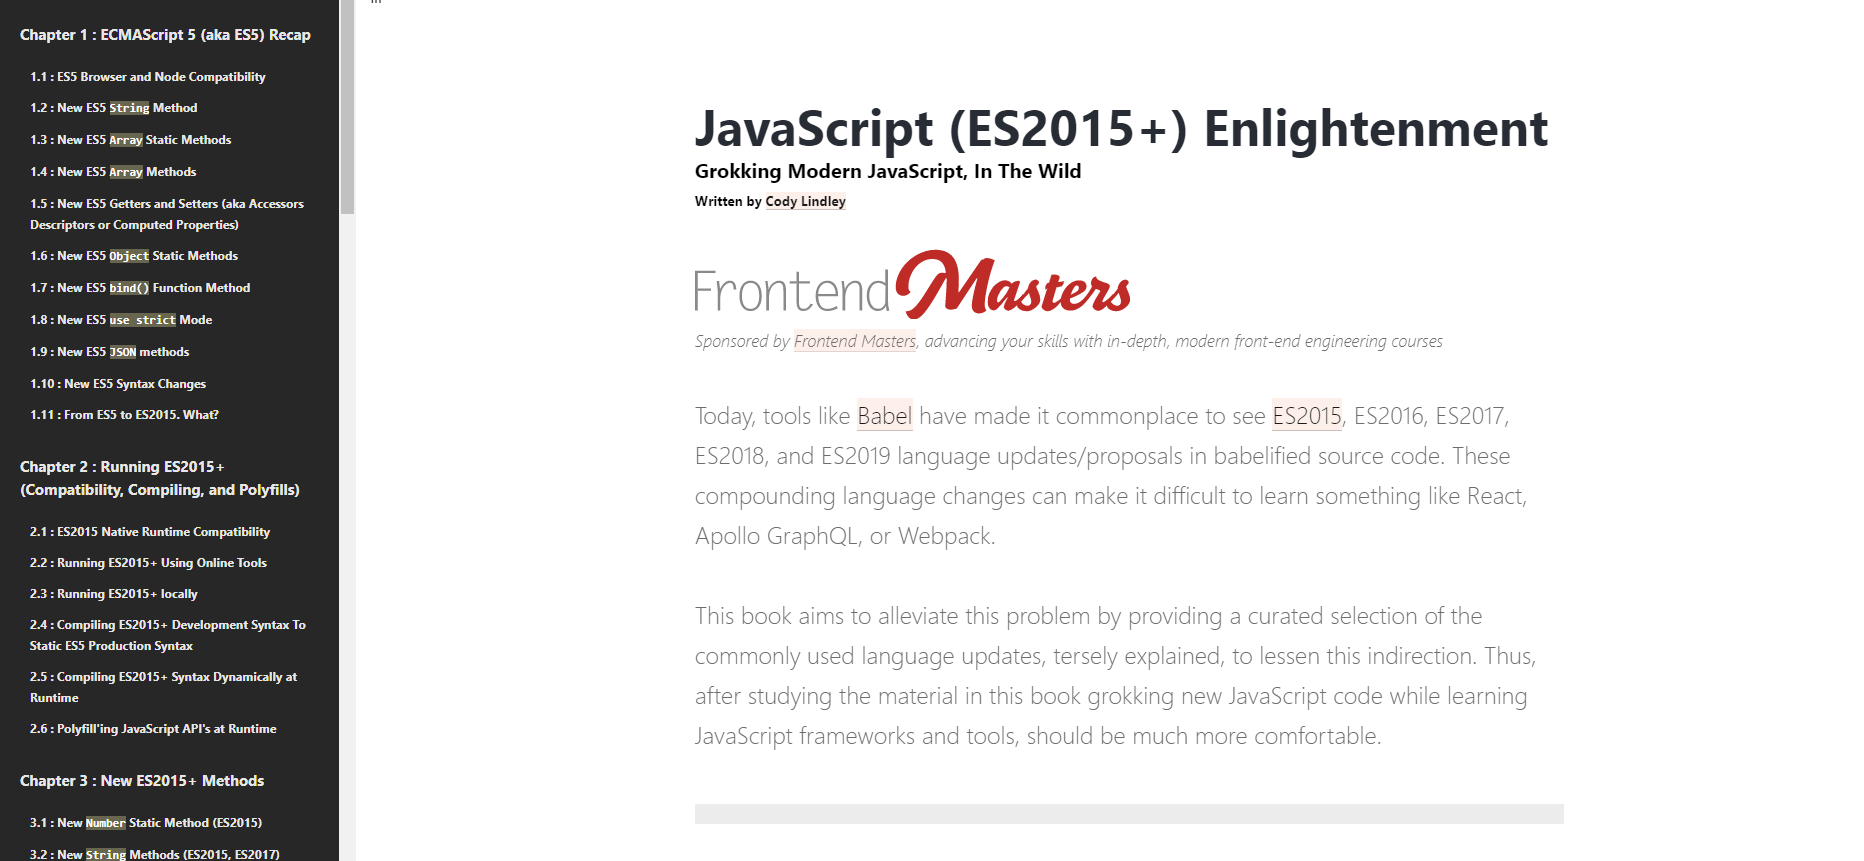 Chapter 1 : ECMAScript 5 (aka ES5) Recap
1.1 : ES5 Browser and Node Compatibility
1.2 : New ES5 String Method
1.3 : New ES5 Array Static Methods
1.4 : New ES5 Array Methods
1.5 : New ES5 Getters and Setters (aka Accessors
Descriptors or Computed Properties)
1.6 : New ES5 Object Static Methods
1.7 : New ES5 bind() Function Method
1.8 : New ES5 use strict Mode
1.9 : New ES5 JSON methods
1.10 : New ES5 Syntax Changes
1.11 : From ES5 to ES2015. What?
Chapter 2 : Running ES2015+
(Compatibility, Compiling, and Polyfills)
2.1 : ES2015 Native Runtime Compatibility
2.2 : Running ES2015+ Using Online Tools
2.3 : Running ES2015+ locally
2.4 : Compiling ES2015+ Development Syntax To
Static ES5 Production Syntax
2.5 : Compiling ES2015+ Syntax Dynamically at
Runtime
2.6 : Polyfill'ing JavaScript API's at Runtime
Chapter 3 : New ES2015+ Methods
3.1 : New Number Static Method (ES2015)
3.2 : New String Methods (ES2015, ES2017)
JavaScript (ES2015+) Enlightenment
Grokking Modern JavaScript, In The Wild
Written by Cody Lindley
Frontend Masters
Sponsored by Frontend Masters, advancing your skills with in-depth, modern front-end engineering courses
Today, tools like Babel have made it commonplace to see ES2015, ES2016, ES2017,
ES2018, and ES2019 language updates/proposals in babelified source code. These
compounding language changes can make it difficult to learn something like React,
Apollo GraphQL, or Webpack.
This book aims to alleviate this problem by providing a curated selection of the
commonly used language updates, tersely explained, to lessen this indirection. Thus,
after studying the material in this book grokking new JavaScript code while learning
JavaScript frameworks and tools, should be much more comfortable.